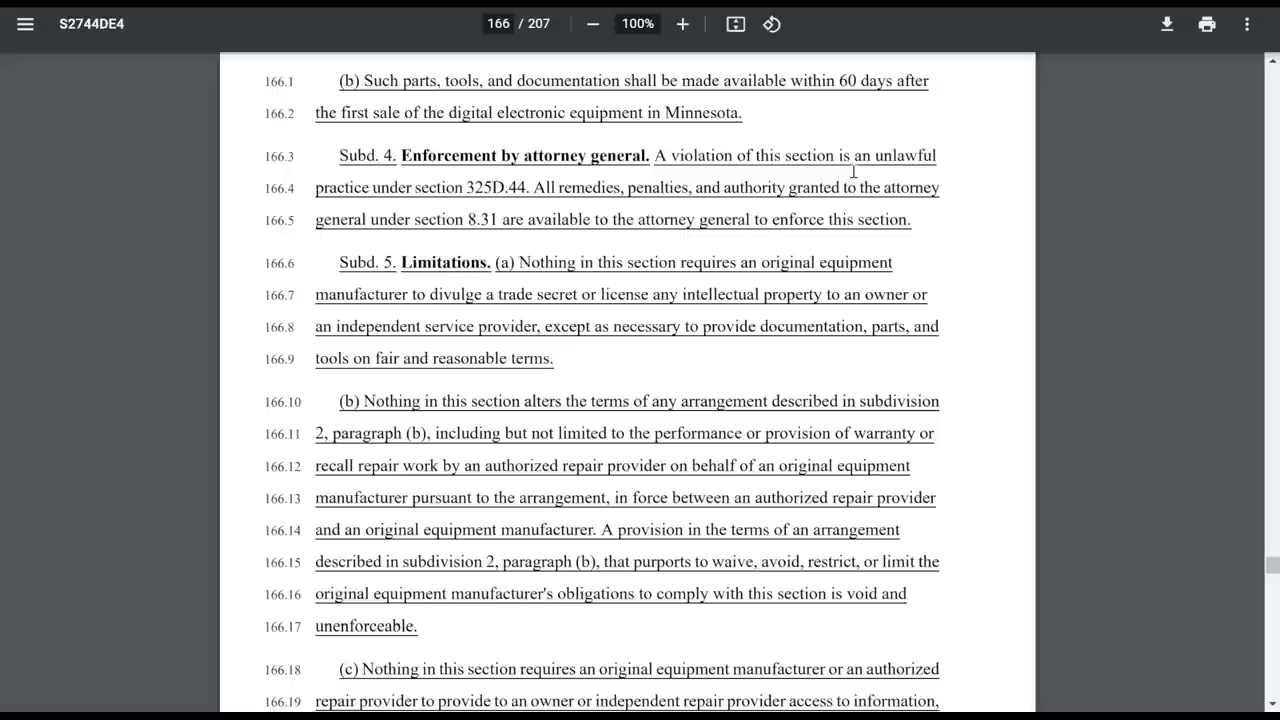 S2744DE4
166 / 207
100%
166.1 (b) Such parts, tools, and documentation shall be made available within 60 days after
166.2 the first sale of the digital electronic equipment in Minnesota.
166.3 Subd. 4. Enforcement by attorney general. A violation of this section is an unlawful
166.4 practice under section 325D.44. All remedies, penalties, and authority granted to the attorney
166.5 general under section 8.31 are available to the attorney general to enforce this section.
166.6 Subd. 5. Limitations. (a) Nothing in this section requires an original equipment
166.7 manufacturer to divulge a trade secret or license any intellectual property to an owner or
166.8 an independent service provider, except as necessary to provide documentation, parts, and
166.9 tools on fair and reasonable terms.
166.10 (b) Nothing in this section alters the terms of any arrangement described in subdivision
166.11 2, paragraph (b), including but not limited to the performance or provision of warranty or
166.12 recall repair work by an authorized repair provider on behalf of an original equipment
166.13 manufacturer pursuant to the arrangement, in force between an authorized repair provider
166.14 and an original equipment manufacturer. A provision in the terms of an arrangement
166.15 described in subdivision 2, paragraph (b), that purports to waive, avoid, restrict, or limit the
166.16 original equipment manufacturer's obligations to comply with this section is void and
166.17 unenforceable.
166.18 (c) Nothing in this section requires an original equipment manufacturer or an authorized
166.19 repair provider to provide to an owner or independent repair provider access to information,